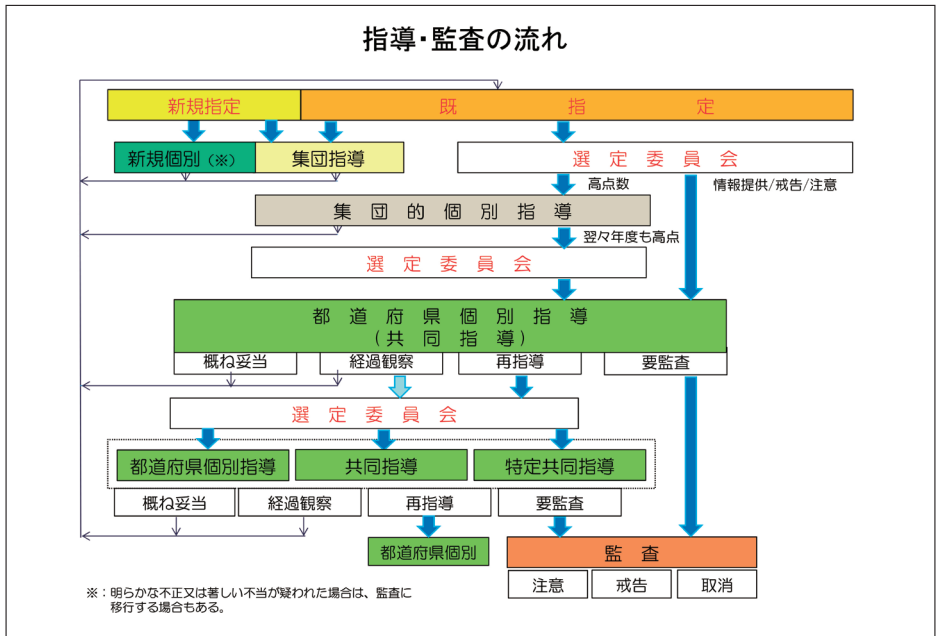 指導・監査の流れ
新規指定
既指定
新規個別(※)
集団指導
選定委員会
高点数
情報提供/戒告/注意
集団的個別指導
翌々年度も高点
選定委員会
都道府県個別指導
(共同指導)
概ね妥当
経過観察
再指導
要監査
選定委員会
都道府県個別指導
共同指導
特定共同指導
概ね妥当
経過観察
再指導
要監査
都道府県個別
監査
注意
戒告
取消
※：明らかな不正又は著しい不当が疑われた場合は、監査に
移行する場合もある。